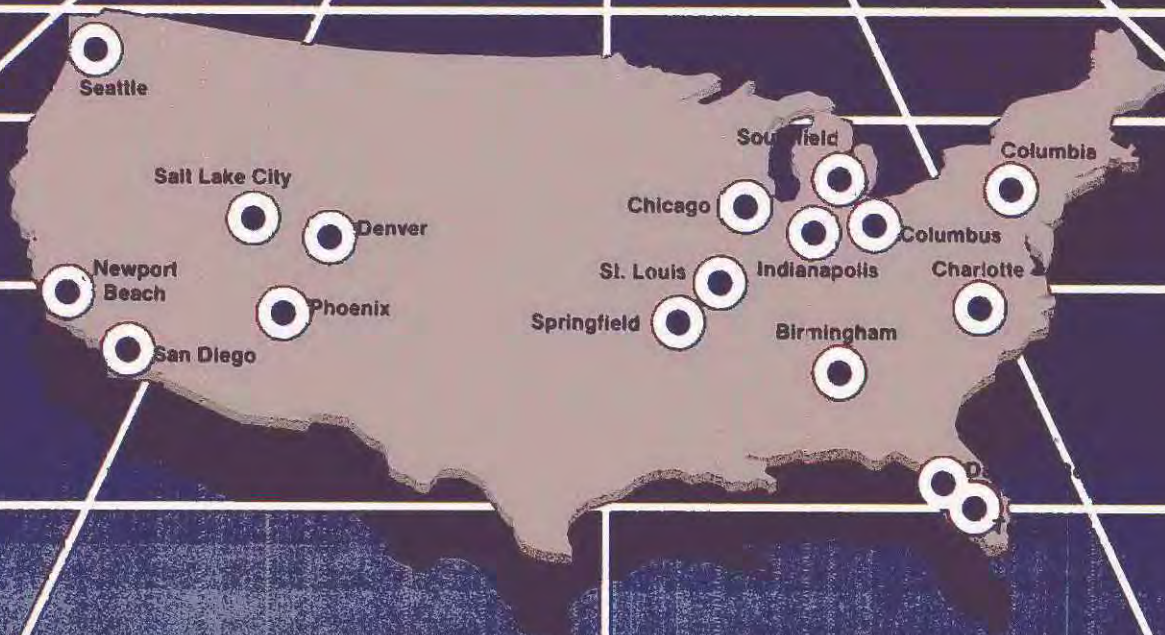 Seattle
Southfield
Columbia
Salt Lake City
Chicago
Denver
Columbus
Newport
Beach
St. Louis
Indianapolis
Charlotte
Phoenix
Springfield
Birmingham
San Diego